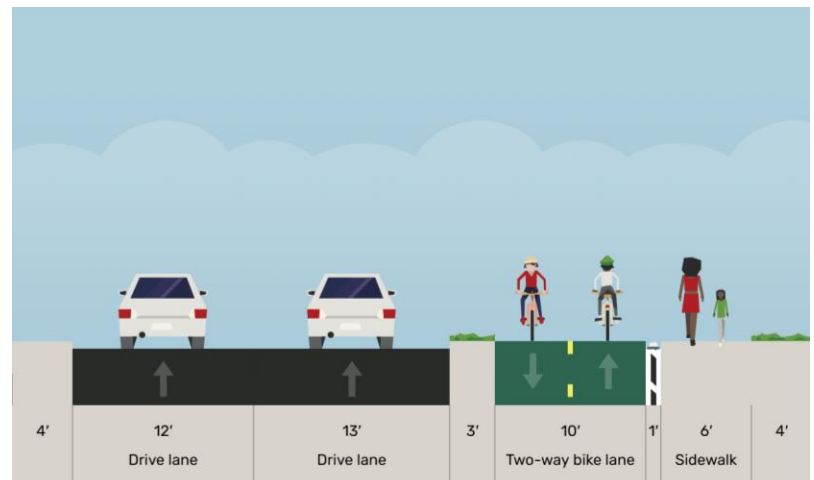 4′ 12′ 13′ 3′ 10′ 1′ 6′ 4′
Drive lane Drive lane Two-way bike lane Sidewalk